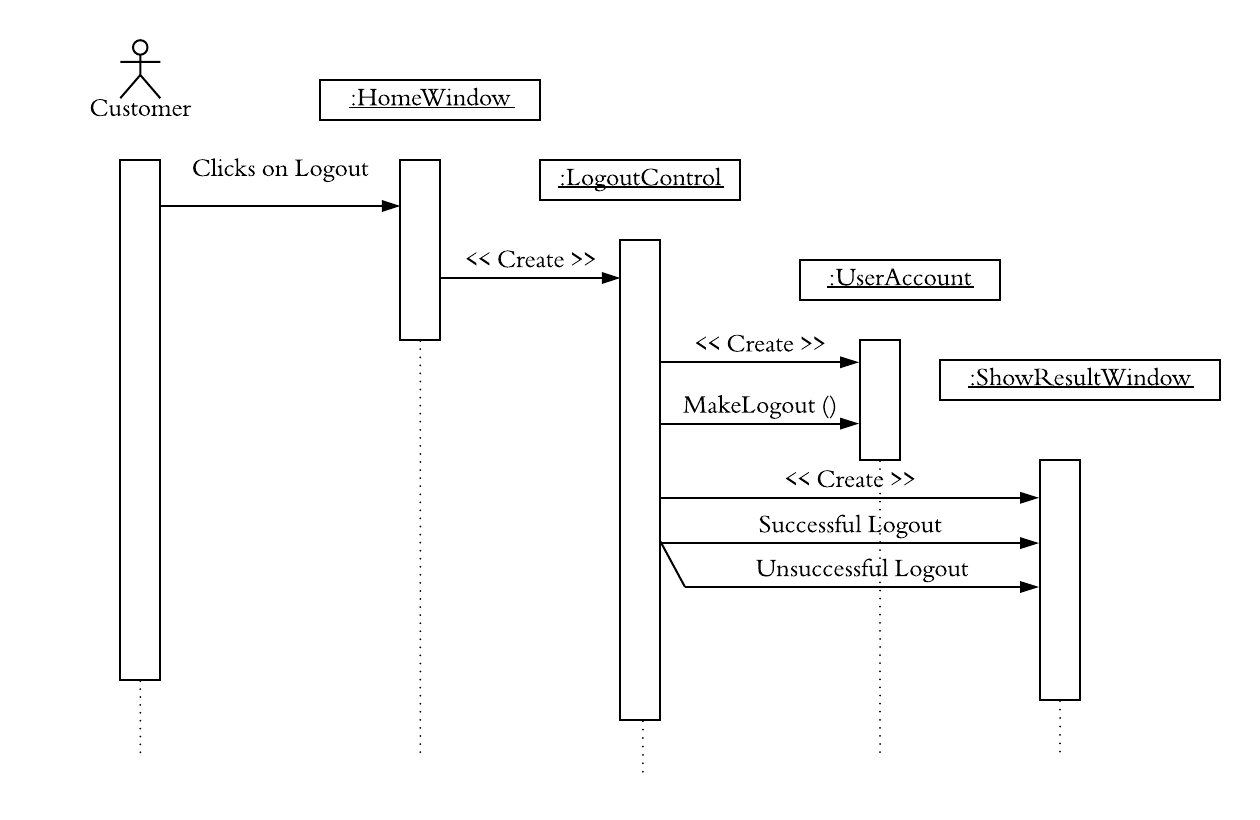 Customer
:HomeWindow
Clicks on Logout
:LogoutControl
<< Create >>
:UserAccount
<< Create >>
:ShowResultWindow
MakeLogout ()
<< Create >>
Successful Logout
Unsuccessful Logout